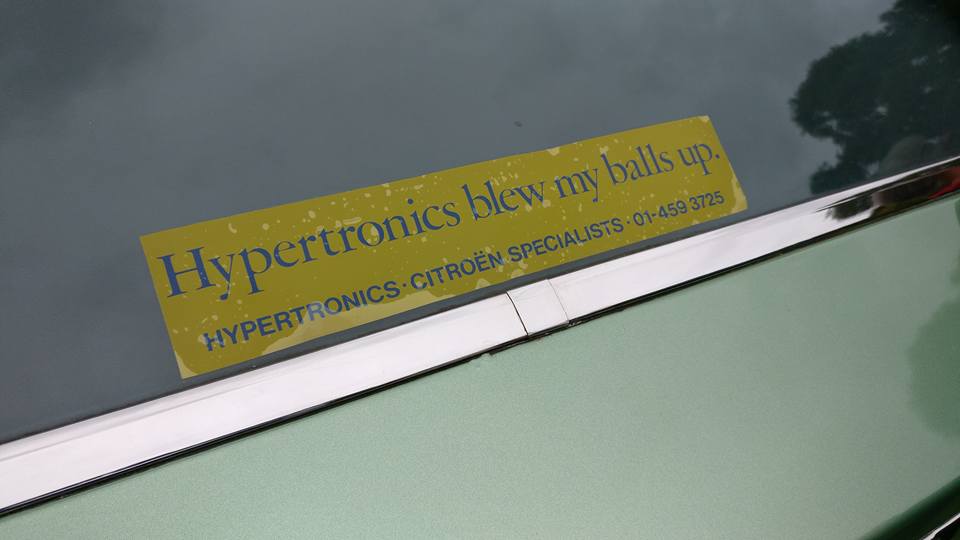 Hypertronics blew my balls up.
HYPERTRONICS · CITROËN SPECIALISTS · 01-459 3725